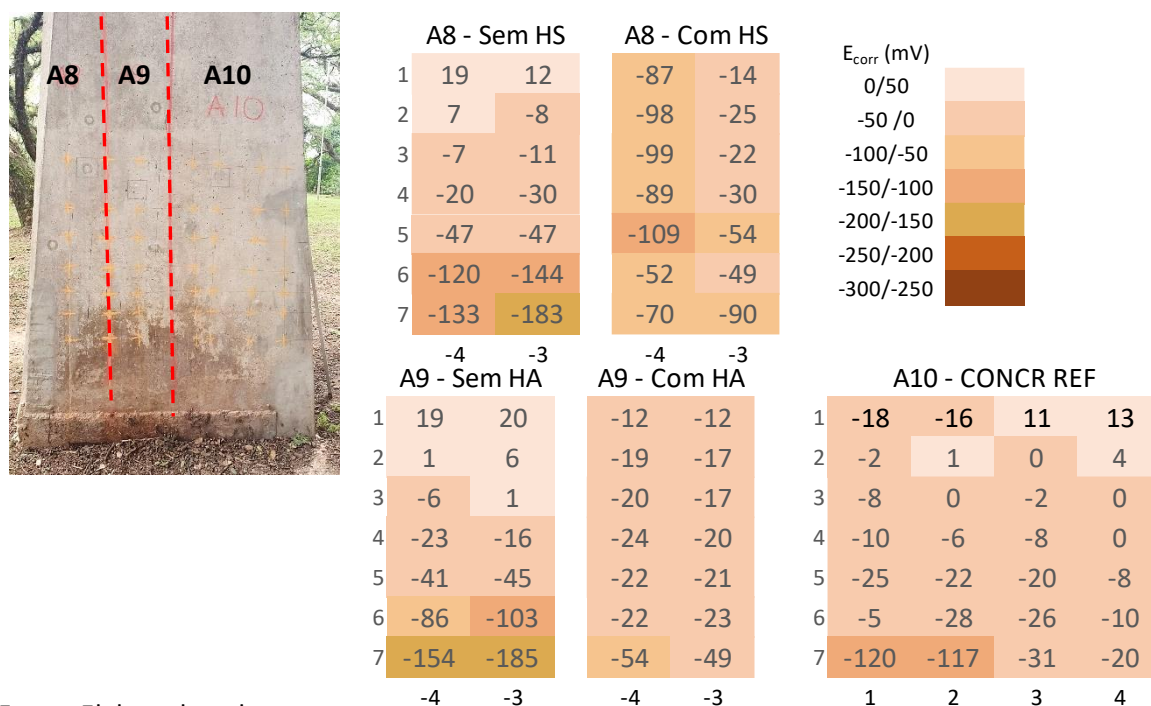 A8 A9 A10
A10
A8 - Sem HS
1 19 12
2 7 -8
3 -7 -11
4 -20 -30
5 -47 -47
6 -120 -144
7 -133 -183
-4 -3
A8 - Com HS
-87 -14
-98 -25
-99 -22
-89 -30
-109 -54
-52 -49
-70 -90
-4 -3
Ecorr (mV)
0/50
-50 /0
-100/-50
-150/-100
-200/-150
-250/-200
-300/-250
A9 - Sem HA
1 19 20
2 1 6
3 -6 1
4 -23 -16
5 -41 -45
6 -86 -103
7 -154 -185
-4 -3
A9 - Com HA
-12 -12
-19 -17
-20 -17
-24 -20
-22 -21
-22 -23
-54 -49
-4 -3
A10 - CONCR REF
1 -18 -16 11 13
2 -2 1 0 4
3 -8 0 -2 0
4 -10 -6 -8 0
5 -25 -22 -20 -8
6 -5 -28 -26 -10
7 -120 -117 -31 -20
1 2 3 4